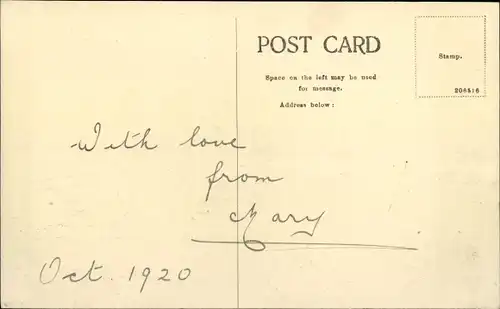 POST CARD
Space on the left may be used
for message.
Address below:
Stamp.
206516
With love
from
Mary
Oct. 1920